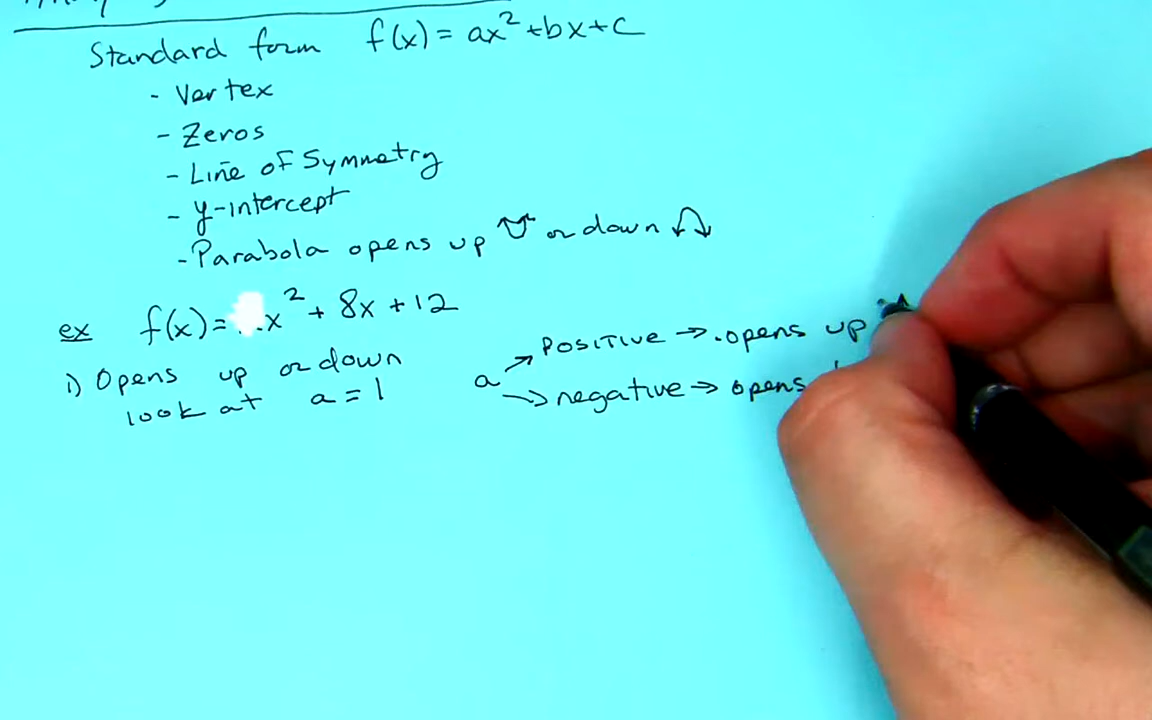 Standard form f(x) = ax² + bx + c
- Vertex
- Zeros
- Line of Symmetry
- y-intercept
- Parabola opens up or down
ex f(x) = x² + 8x + 12
1) Opens up or down
look at a = 1
a
Positive → opens up
negative → opens